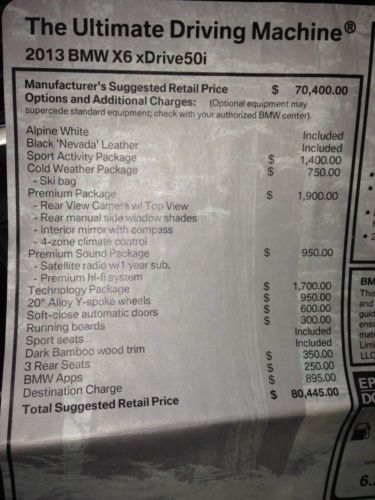 The Ultimate Driving Machine®
2013 BMW X6 xDrive50i
Manufacturer's Suggested Retail Price $ 70,400.00
Options and Additional Charges: (Optional equipment may
supercede standard equipment; check with your authorized BMW center).
Alpine White Included
Black 'Nevada' Leather Included
Sport Activity Package $ 1,400.00
Cold Weather Package $ 750.00
- Ski bag
Premium Package $ 1,900.00
- Rear View Camera w/ Top View
- Rear manual side window shades
- Interior mirror with compass
- 4-zone climate control
Premium Sound Package $ 950.00
- Satellite radio w/1 year sub.
- Premium hi-fi system
Technology Package $ 1,700.00
20" Alloy Y-spoke wheels $ 950.00
Soft-close automatic doors $ 600.00
Running boards $ 300.00
Sport seats Included
Dark Bamboo wood trim Included
3 Rear Seats $ 350.00
BMW Apps $ 250.00
Destination Charge $ 895.00
Total Suggested Retail Price $ 80,445.00
BM
This
and
guid
LLC
EP
DO